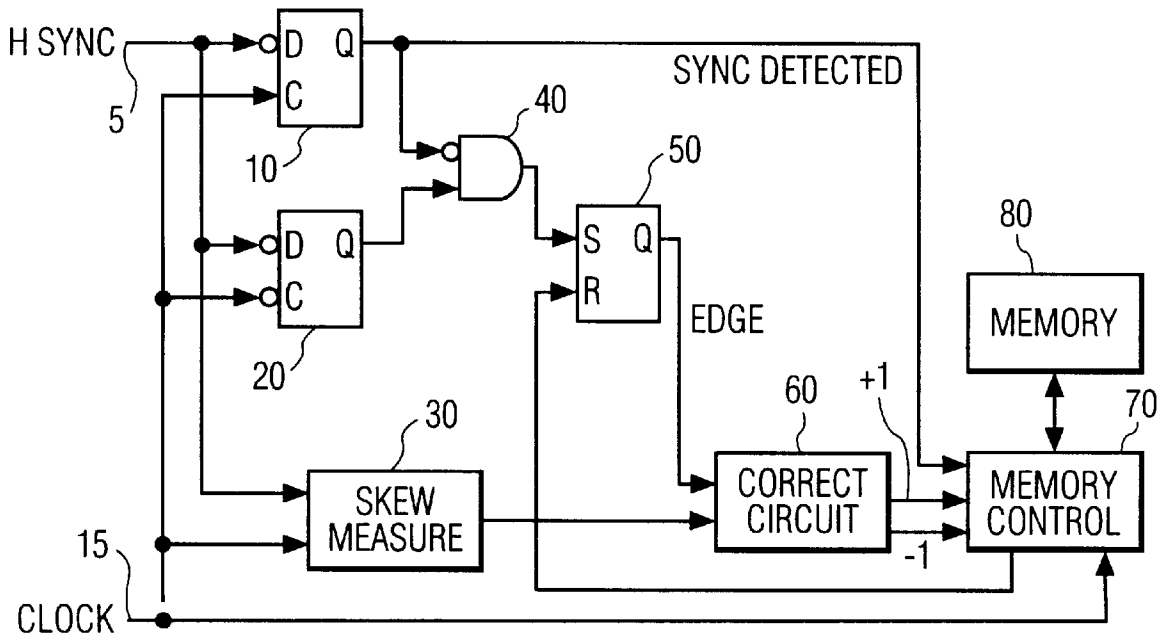 H SYNC
5
D Q
C
10
SYNC DETECTED
40
D Q
C
20
50
S Q
R
EDGE
80
MEMORY
30
SKEW
MEASURE
60
CORRECT
CIRCUIT
+1
-1
70
MEMORY
CONTROL
15
CLOCK